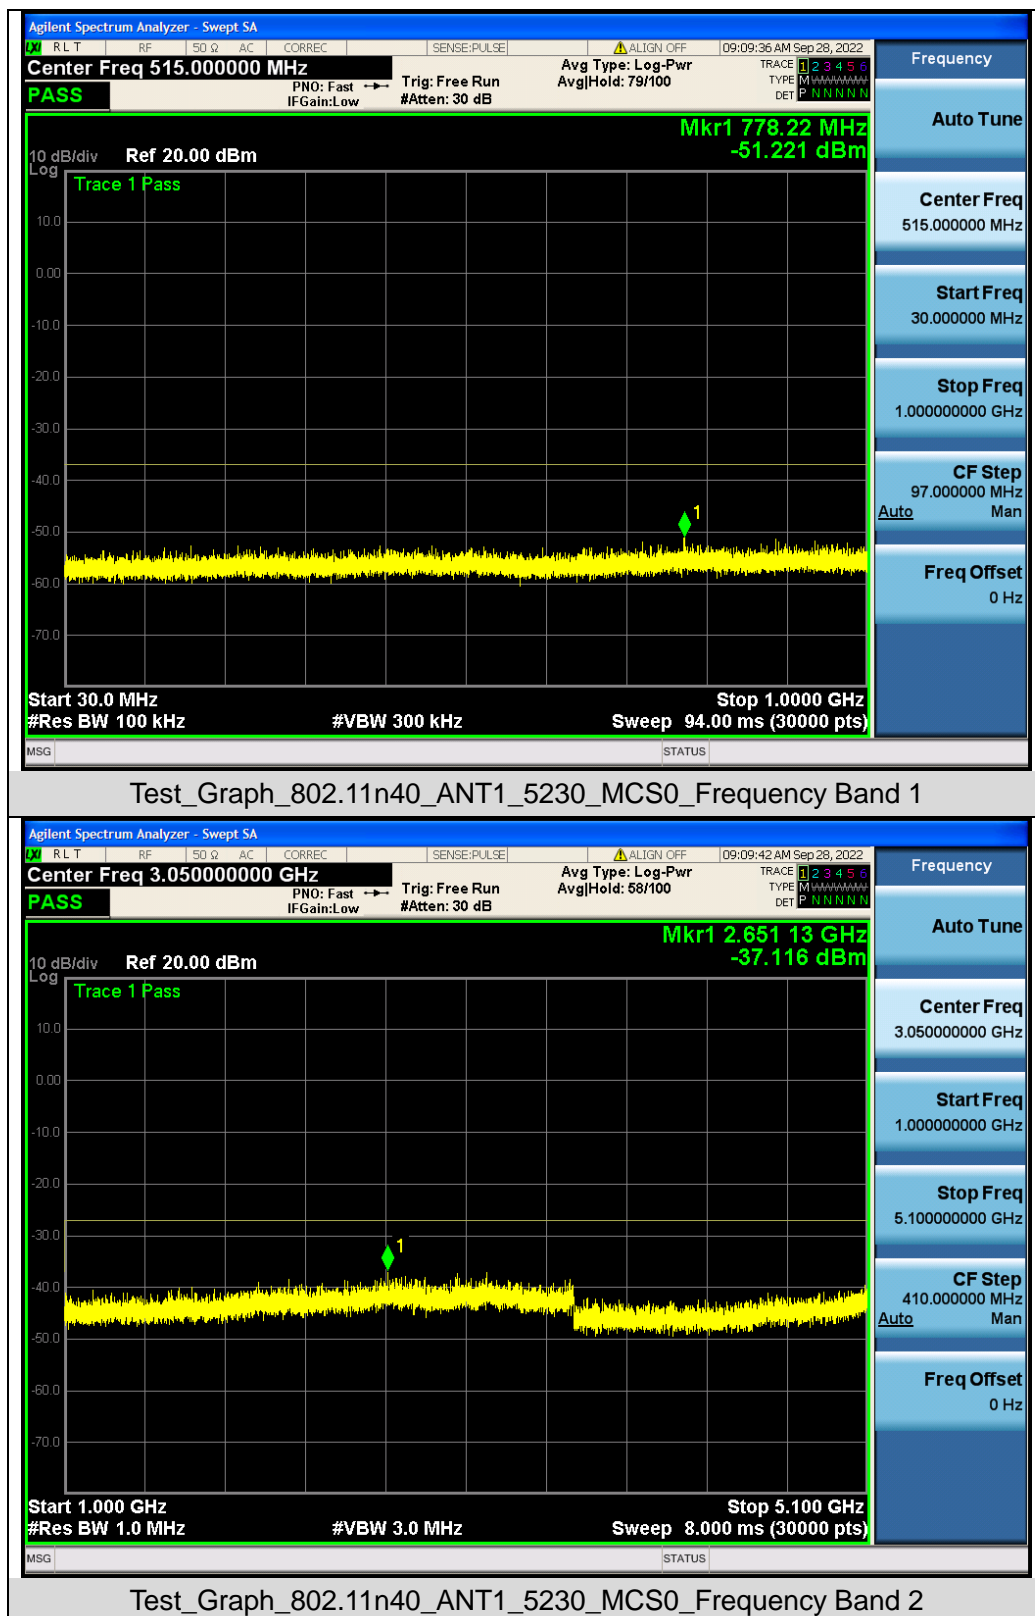 Agilent Spectrum Analyzer - Swept SA
LXI RLT RF 50 Ω AC CORREC SENSE:PULSE ALIGN OFF 09:09:36 AM Sep 28, 2022
Center Freq 515.000000 MHz Avg Type: Log-Pwr TRACE 1 2 3 4 5 6
PASS PNO: Fast Trig: Free Run Avg|Hold: 79/100 TYPE M WWWWW
IFGain:Low #Atten: 30 dB DET P N N N N N
Mkr1 778.22 MHz
-51.221 dBm
10 dB/div Ref 20.00 dBm
Log
Trace 1 Pass
10.0
0.00
-10.0
-20.0
-30.0
-40.0
1
-50.0
-60.0
-70.0
Start 30.0 MHz Stop 1.0000 GHz
#Res BW 100 kHz #VBW 300 kHz Sweep 94.00 ms (30000 pts)
MSG STATUS
Frequency
Auto Tune
Center Freq
515.000000 MHz
Start Freq
30.000000 MHz
Stop Freq
1.000000000 GHz
CF Step
97.000000 MHz
Auto Man
Freq Offset
0 Hz
Test_Graph_802.11n40_ANT1_5230_MCS0_Frequency Band 1
Agilent Spectrum Analyzer - Swept SA
LXI RLT RF 50 Ω AC CORREC SENSE:PULSE ALIGN OFF 09:09:42 AM Sep 28, 2022
Center Freq 3.050000000 GHz Avg Type: Log-Pwr TRACE 1 2 3 4 5 6
PASS PNO: Fast Trig: Free Run Avg|Hold: 58/100 TYPE M WWWWW
IFGain:Low #Atten: 30 dB DET P N N N N N
Mkr1 2.651 13 GHz
-37.116 dBm
10 dB/div Ref 20.00 dBm
Log
Trace 1 Pass
10.0
0.00
-10.0
-20.0
-30.0
1
-40.0
-50.0
-60.0
-70.0
Start 1.000 GHz Stop 5.100 GHz
#Res BW 1.0 MHz #VBW 3.0 MHz Sweep 8.000 ms (30000 pts)
MSG STATUS
Frequency
Auto Tune
Center Freq
3.050000000 GHz
Start Freq
1.000000000 GHz
Stop Freq
5.100000000 GHz
CF Step
410.000000 MHz
Auto Man
Freq Offset
0 Hz
Test_Graph_802.11n40_ANT1_5230_MCS0_Frequency Band 2